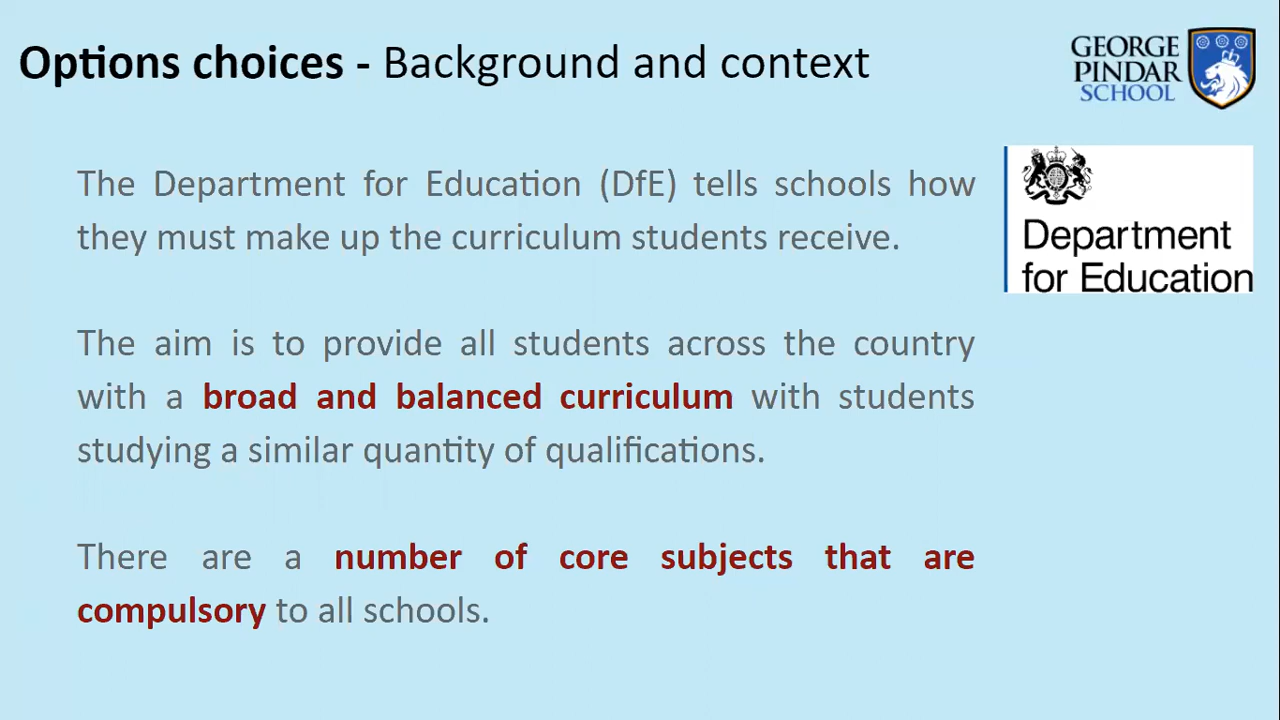 Options choices - Background and context
GEORGE
PINDAR
SCHOOL
The Department for Education (DfE) tells schools how
they must make up the curriculum students receive.
Department
for Education
The aim is to provide all students across the country
with a broad and balanced curriculum with students
studying a similar quantity of qualifications.
There are a number of core subjects that are
compulsory to all schools.